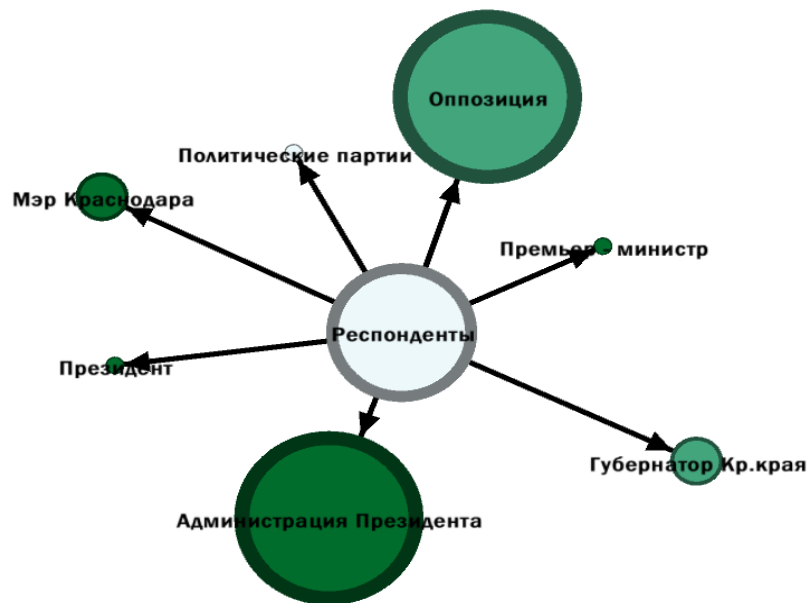 Оппозиция
Политические партии
Мэр Краснодара
Премьер - министр
Респонденты
Президент
Губернатор Кр.края
Администрация Президента